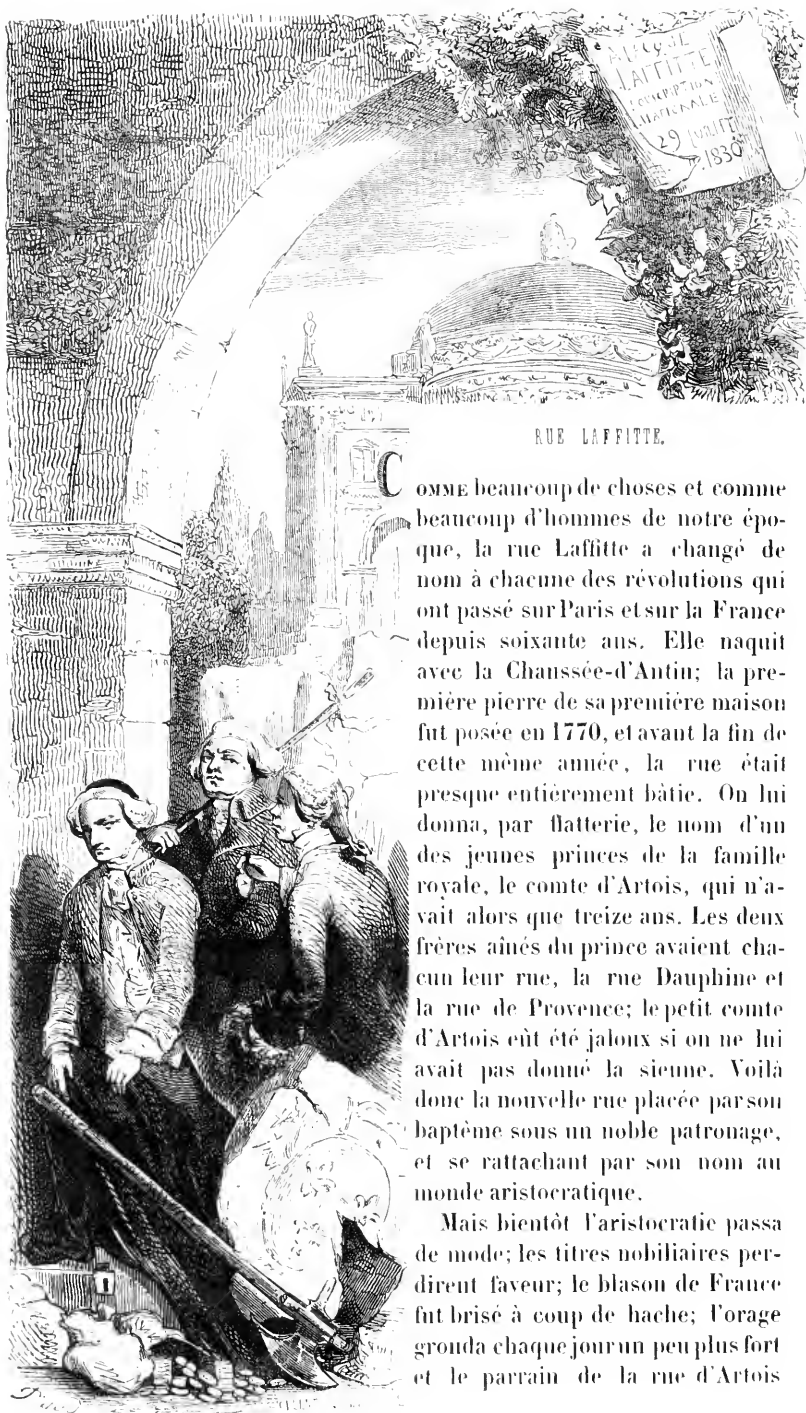 A LECQ DE
LAFFITTE
SOUSCRIPTION
NATIONALE
29 JUILLT
1830
RUE LAFFITTE.
COMME beaucoup de choses et comme
beaucoup d'hommes de notre épo-
que, la rue Laffitte a changé de
nom à chacune des révolutions qui
ont passé sur Paris et sur la France
depuis soixante ans. Elle naquit
avec la Chaussée-d'Antin; la pre-
mière pierre de sa première maison
fut posée en 1770, et avant la fin de
cette même année, la rue était
presque entièrement bâtie. On lui
donna, par flatterie, le nom d'un
des jeunes princes de la famille
royale, le comte d'Artois, qui n'a-
vait alors que treize ans. Les deux
frères aînés du prince avaient cha-
cun leur rue, la rue Dauphine et
la rue de Provence; le petit comte
d'Artois eût été jaloux si on ne lui
avait pas donné la sienne. Voilà
donc la nouvelle rue placée par son
baptême sous un noble patronage,
et se rattachant par son nom au
monde aristocratique.
Mais bientôt l'aristocratie passa
de mode; les titres nobiliaires per-
dirent faveur; le blason de France
fut brisé à coup de hache; l'orage
gronda chaque jour un peu plus fort
et le parrain de la rue d'Artois